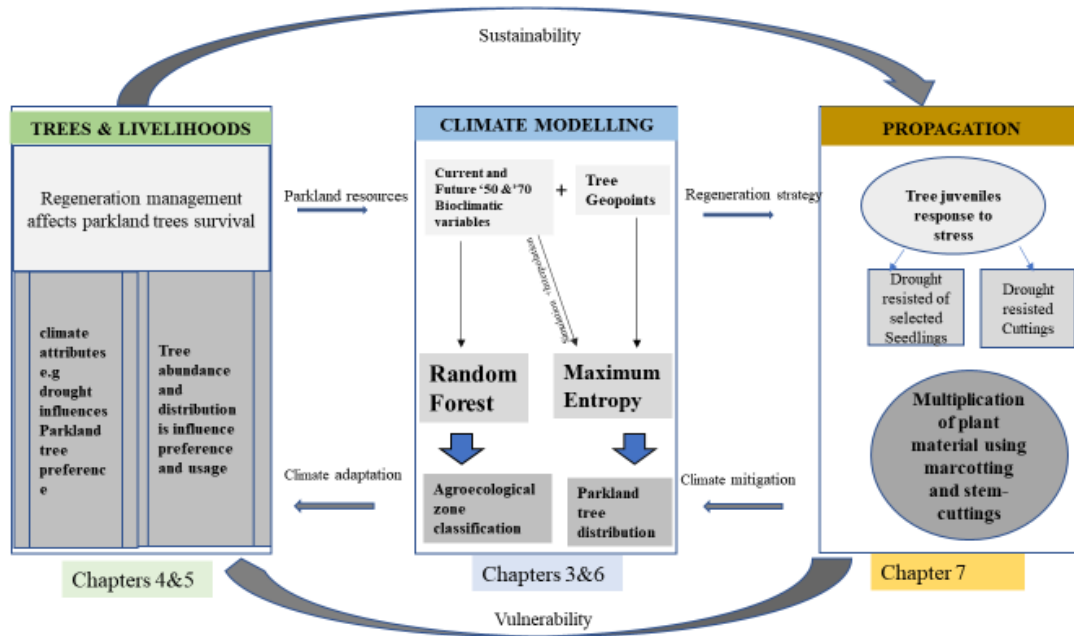 Sustainability
TREES & LIVELIHOODS
Regeneration management
affects parkland trees survival
climate
attributes
e.g
drought
influences
Parkland
tree
preferenc
e
Tree
abundance
and
distribution
is influence
preference
and usage
Chapters 4&5
Parkland resources
Climate adaptation
CLIMATE MODELLING
Current and
Future ‘50 &’70
Bioclimatic
variables
+
Tree
Geopoints
Simulation +Interpolation
Random
Forest
Maximum
Entropy
Agroecological
zone
classification
Parkland
tree
distribution
Chapters 3&6
Regeneration strategy
Climate mitigation
PROPAGATION
Tree juveniles
response to
stress
Drought
resisted of
selected
Seedlings
Drought
resisted
Cuttings
Multiplication
of plant
material using
marcotting
and stem-
cuttings
Chapter 7
Vulnerability